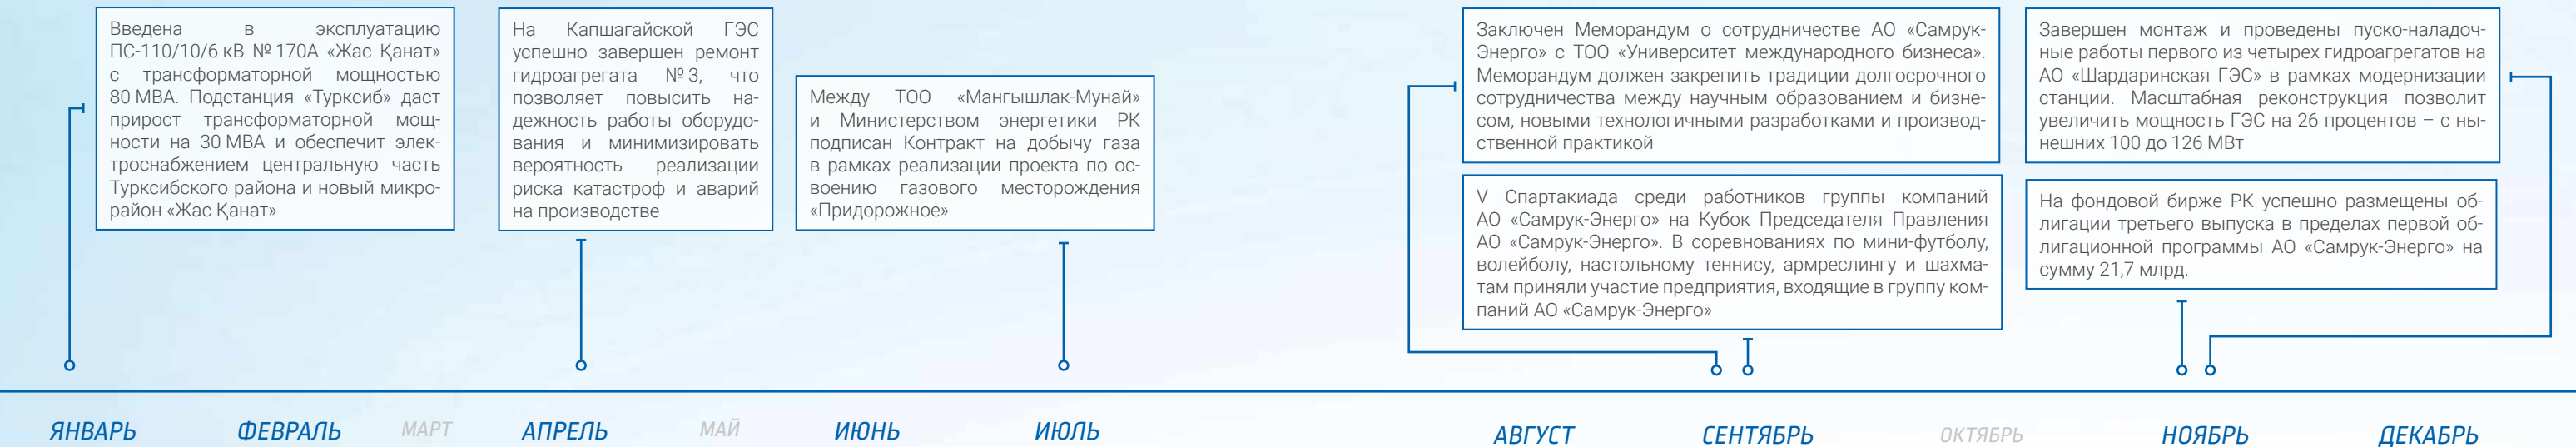 Введена в эксплуатацию
ПС-110/10/6 кВ № 170А «Жас Қанат»
с трансформаторной мощностью
80 МВА. Подстанция «Турксиб» даст
прирост трансформаторной мощ-
ности на 30 МВА и обеспечит элек-
троснабжением центральную часть
Турксибского района и новый микро-
район «Жас Қанат»
На Капшагайской ГЭС
успешно завершен ремонт
гидроагрегата № 3, что
позволяет повысить на-
дежность работы оборудо-
вания и минимизировать
вероятность реализации
риска катастроф и аварий
на производстве
Между ТОО «Мангышлак-Мунай»
и Министерством энергетики РК
подписан Контракт на добычу газа
в рамках реализации проекта по ос-
воению газового месторождения
«Придорожное»
Заключен Меморандум о сотрудничестве АО «Самрук-
Энерго» с ТОО «Университет международного бизнеса».
Меморандум должен закрепить традиции долгосрочного
сотрудничества между научным образованием и бизне-
сом, новыми технологичными разработками и производ-
ственной практикой
V Спартакиада среди работников группы компаний
АО «Самрук-Энерго» на Кубок Председателя Правления
АО «Самрук-Энерго». В соревнованиях по мини-футболу,
волейболу, настольному теннису, армреслингу и шахма-
там приняли участие предприятия, входящие в группу ком-
паний АО «Самрук-Энерго»
Завершен монтаж и проведены пуско-наладоч-
ные работы первого из четырех гидроагрегатов на
АО «Шардаринская ГЭС» в рамках модернизации
станции. Масштабная реконструкция позволит
увеличить мощность ГЭС на 26 процентов – с ны-
нешних 100 до 126 МВт
На фондовой бирже РК успешно размещены об-
лигации третьего выпуска в пределах первой об-
лигационной программы АО «Самрук-Энерго» на
сумму 21,7 млрд.
ЯНВАРЬ ФЕВРАЛЬ МАРТ АПРЕЛЬ МАЙ ИЮНЬ ИЮЛЬ АВГУСТ СЕНТЯБРЬ ОКТЯБРЬ НОЯБРЬ ДЕКАБРЬ